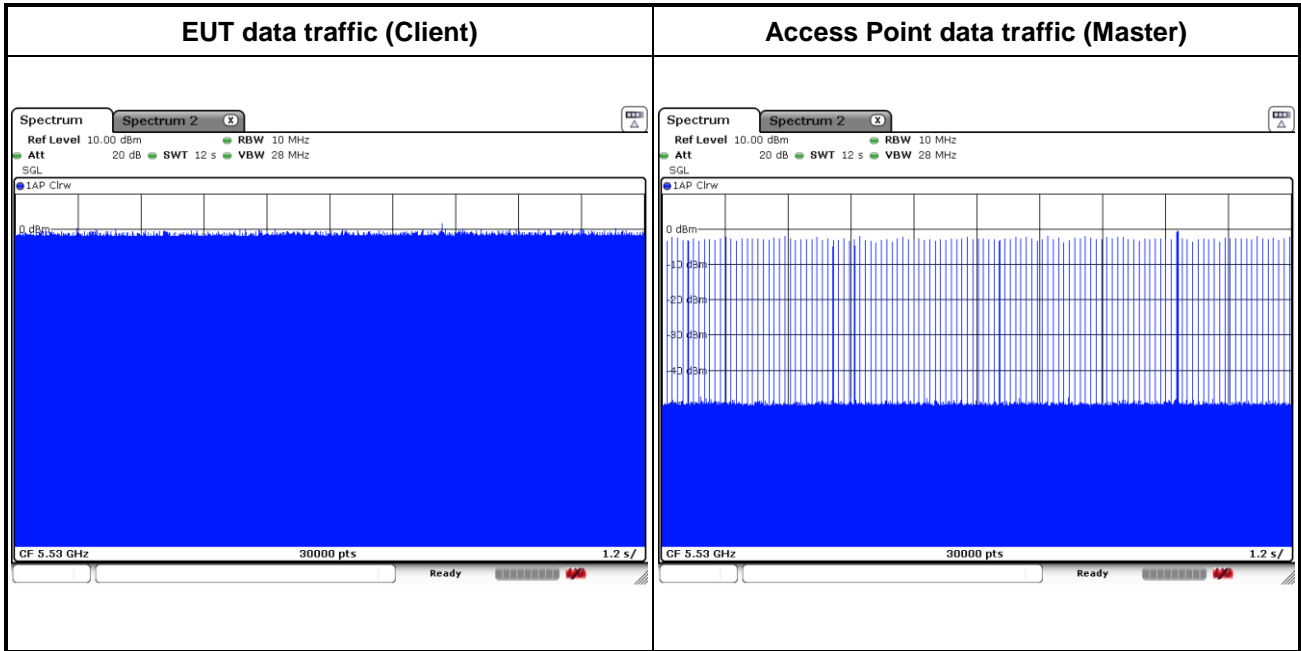 EUT data traffic (Client)
Access Point data traffic (Master)
Spectrum Spectrum 2 X
Ref Level 10.00 dBm RBW 10 MHz
Att 20 dB SWT 12 s VBW 28 MHz
SGL
1AP Clrw
0 dBm
CF 5.53 GHz 30000 pts 1.2 s/
Ready
Spectrum Spectrum 2 X
Ref Level 10.00 dBm RBW 10 MHz
Att 20 dB SWT 12 s VBW 28 MHz
SGL
1AP Clrw
0 dBm
-10 dBm
-20 dBm
-30 dBm
-40 dBm
CF 5.53 GHz 30000 pts 1.2 s/
Ready